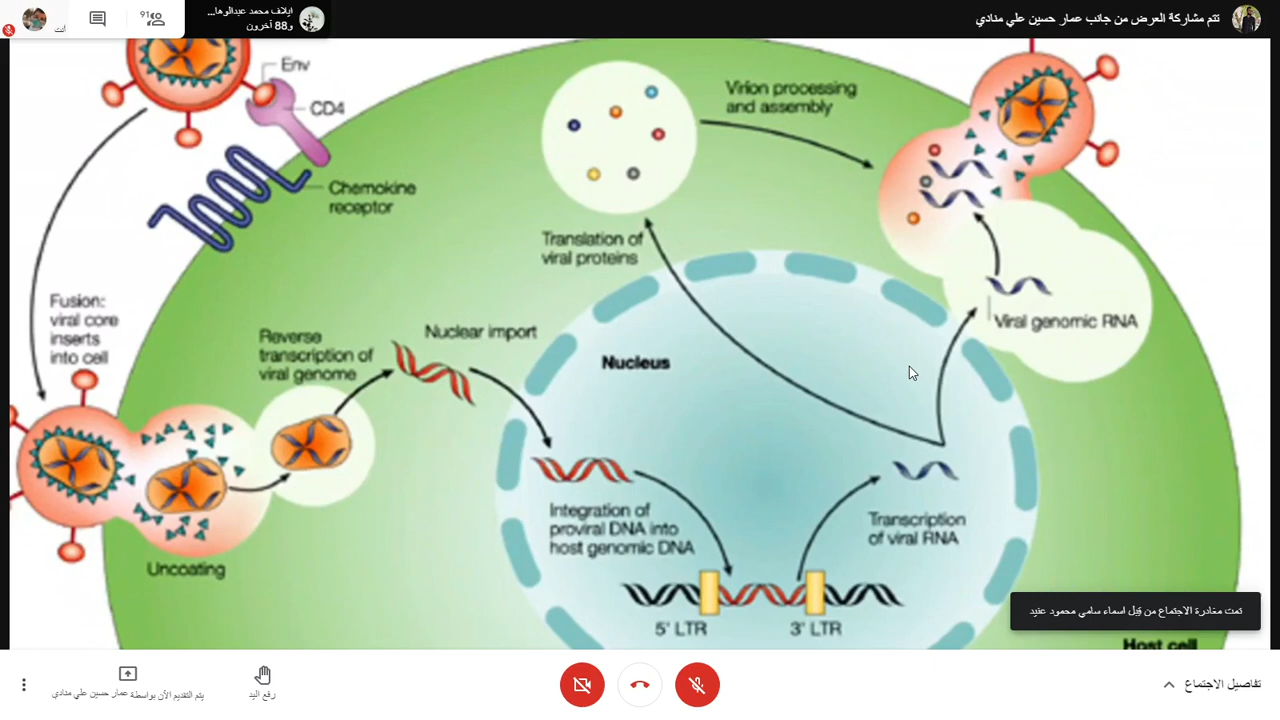 تتم مشاركة العرض من جانب عمار حسين علي منادي
ايلاف محمد عبدالوها...
و88 آخرون
91
أنت
Env
CD4
Chemokine
receptor
Fusion:
viral core
inserts
into cell
Uncoating
Reverse
transcription of
viral genome
Nuclear import
Nucleus
Integration of
proviral DNA into
host genomic DNA
5' LTR
3' LTR
Transcription
of viral RNA
Translation of
viral proteins
Virion processing
and assembly
Viral genomic RNA
Host cell
تمت مغادرة الاجتماع من قِبل اسماء سامي محمود عنيد
تفاصيل الاجتماع
رفع اليد
يتم التقديم الآن بواسطة عمار حسين علي منادي